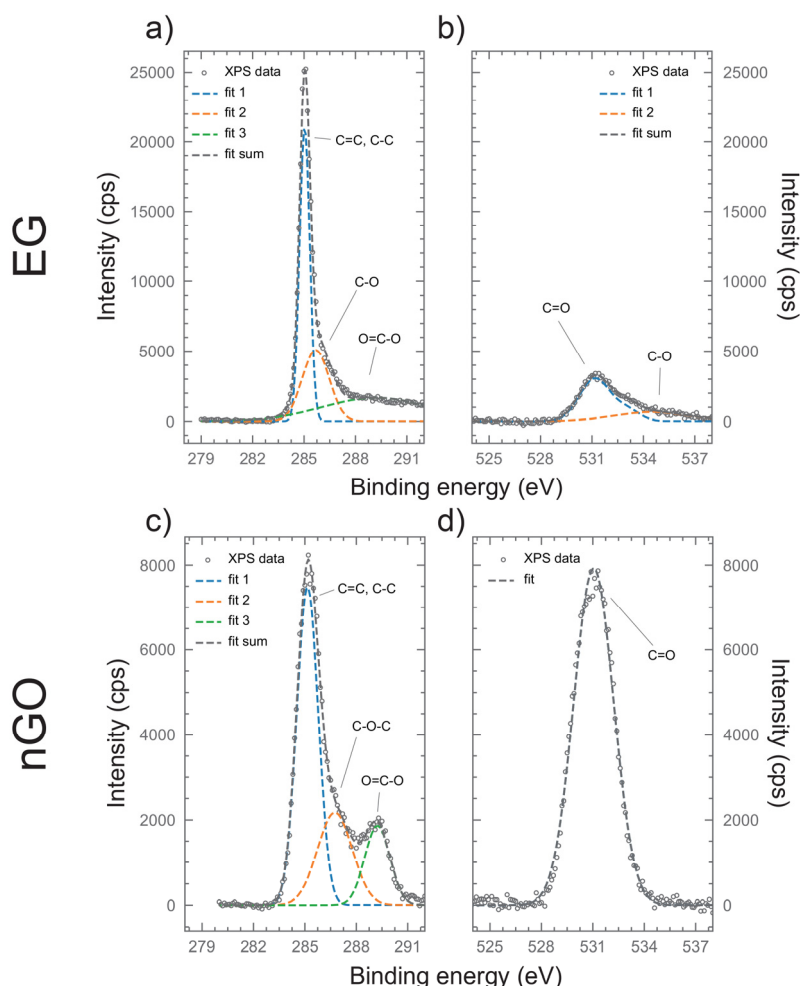 a)
EG
Intensity (cps)
25000
20000
15000
10000
5000
0
XPS data
fit 1
fit 2
fit 3
fit sum
C=C, C-C
C-O
O=C-O
279 282 285 288 291
b)
XPS data
fit 1
fit 2
fit sum
C=O
C-O
25000
20000
15000
10000
5000
0
Intensity (cps)
525 528 531 534 537
Binding energy (eV)
c)
nGO
Intensity (cps)
8000
6000
4000
2000
0
XPS data
fit 1
fit 2
fit 3
fit sum
C=C, C-C
C-O-C
O=C-O
279 282 285 288 291
d)
XPS data
fit
C=O
8000
6000
4000
2000
0
Intensity (cps)
525 528 531 534 537
Binding energy (eV)